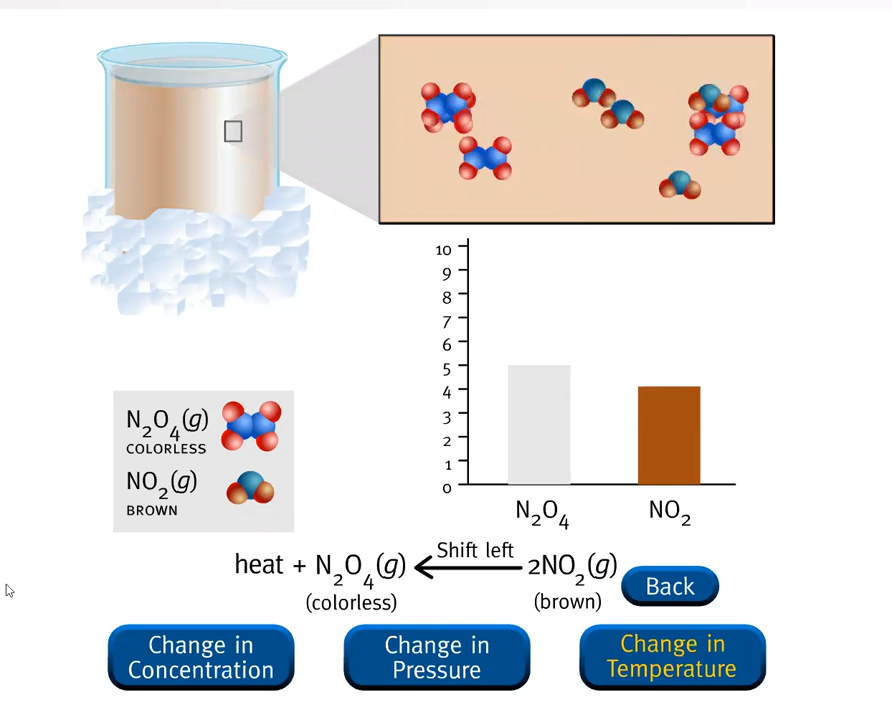 10
9
8
7
6
5
4
3
2
1
0
N₂O₄ NO₂
N₂O₄(g)
COLORLESS
NO₂(g)
BROWN
Shift left
heat + N₂O₄(g) 2NO₂(g)
(colorless) (brown)
Back
Change in
Concentration
Change in
Pressure
Change in
Temperature